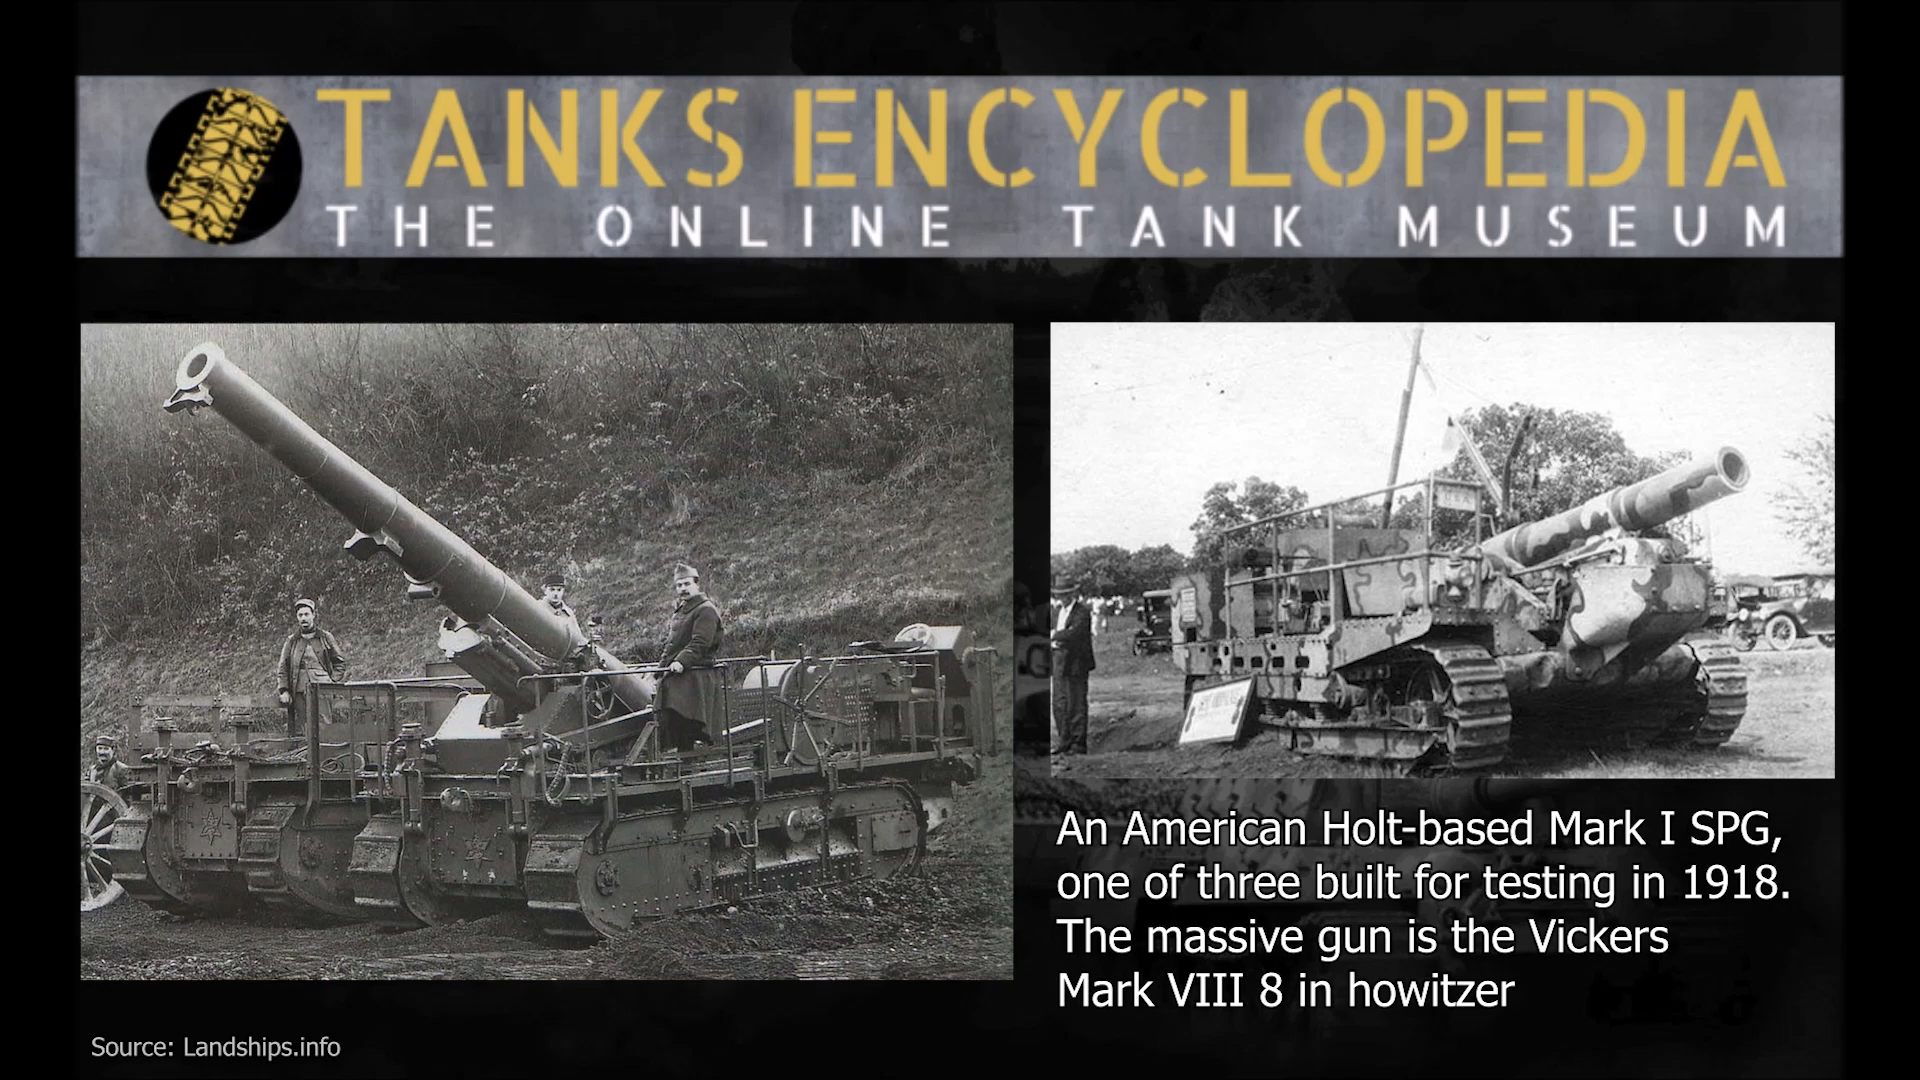 TANKS ENCYCLOPEDIA
THE ONLINE TANK MUSEUM
An American Holt-based Mark I SPG,
one of three built for testing in 1918.
The massive gun is the Vickers
Mark VIII 8 in howitzer
Source: Landships.info